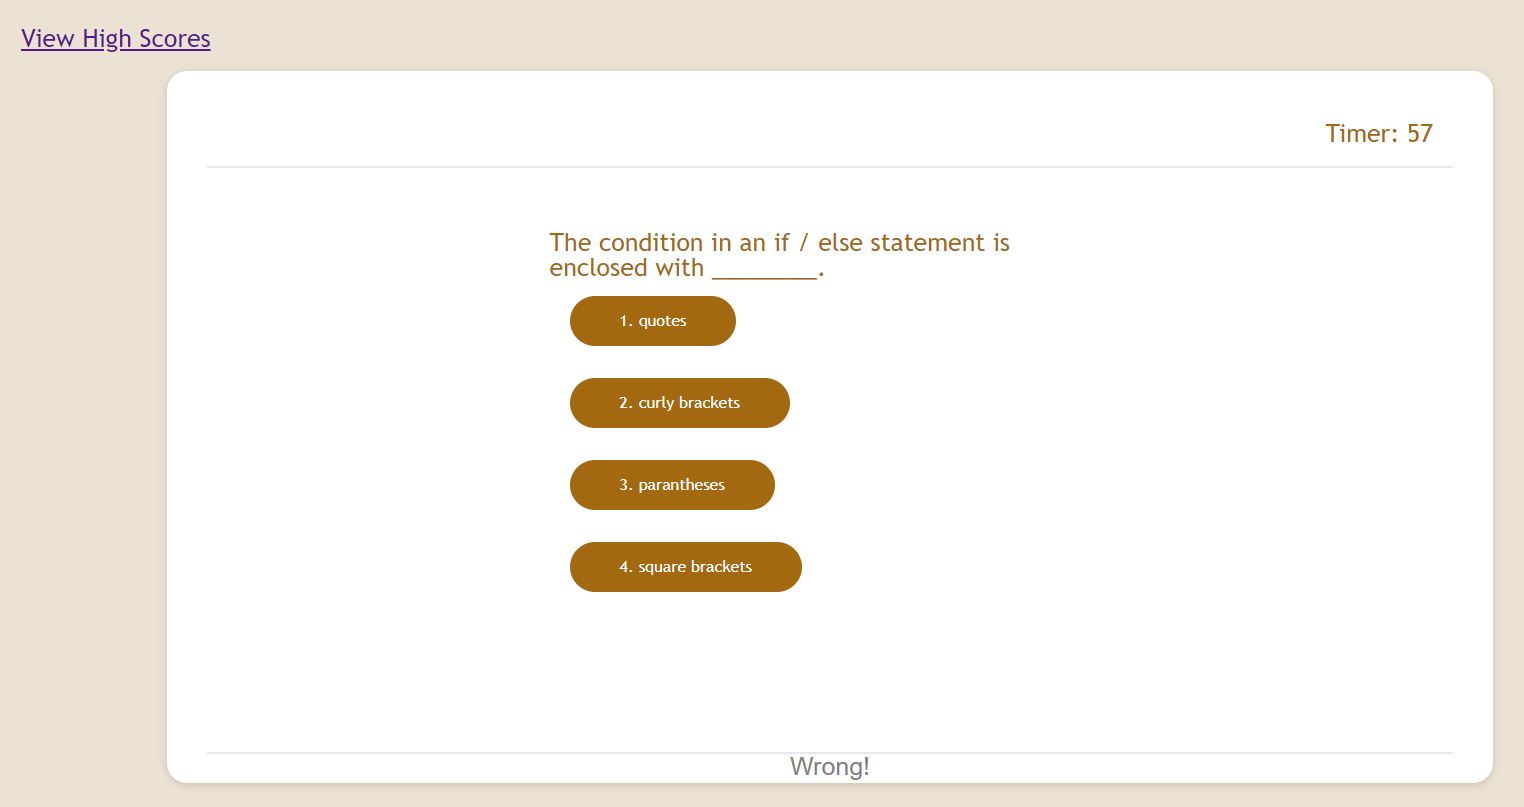 View High Scores
Timer: 57
The condition in an if / else statement is
enclosed with ________.
1. quotes
2. curly brackets
3. parantheses
4. square brackets
Wrong!